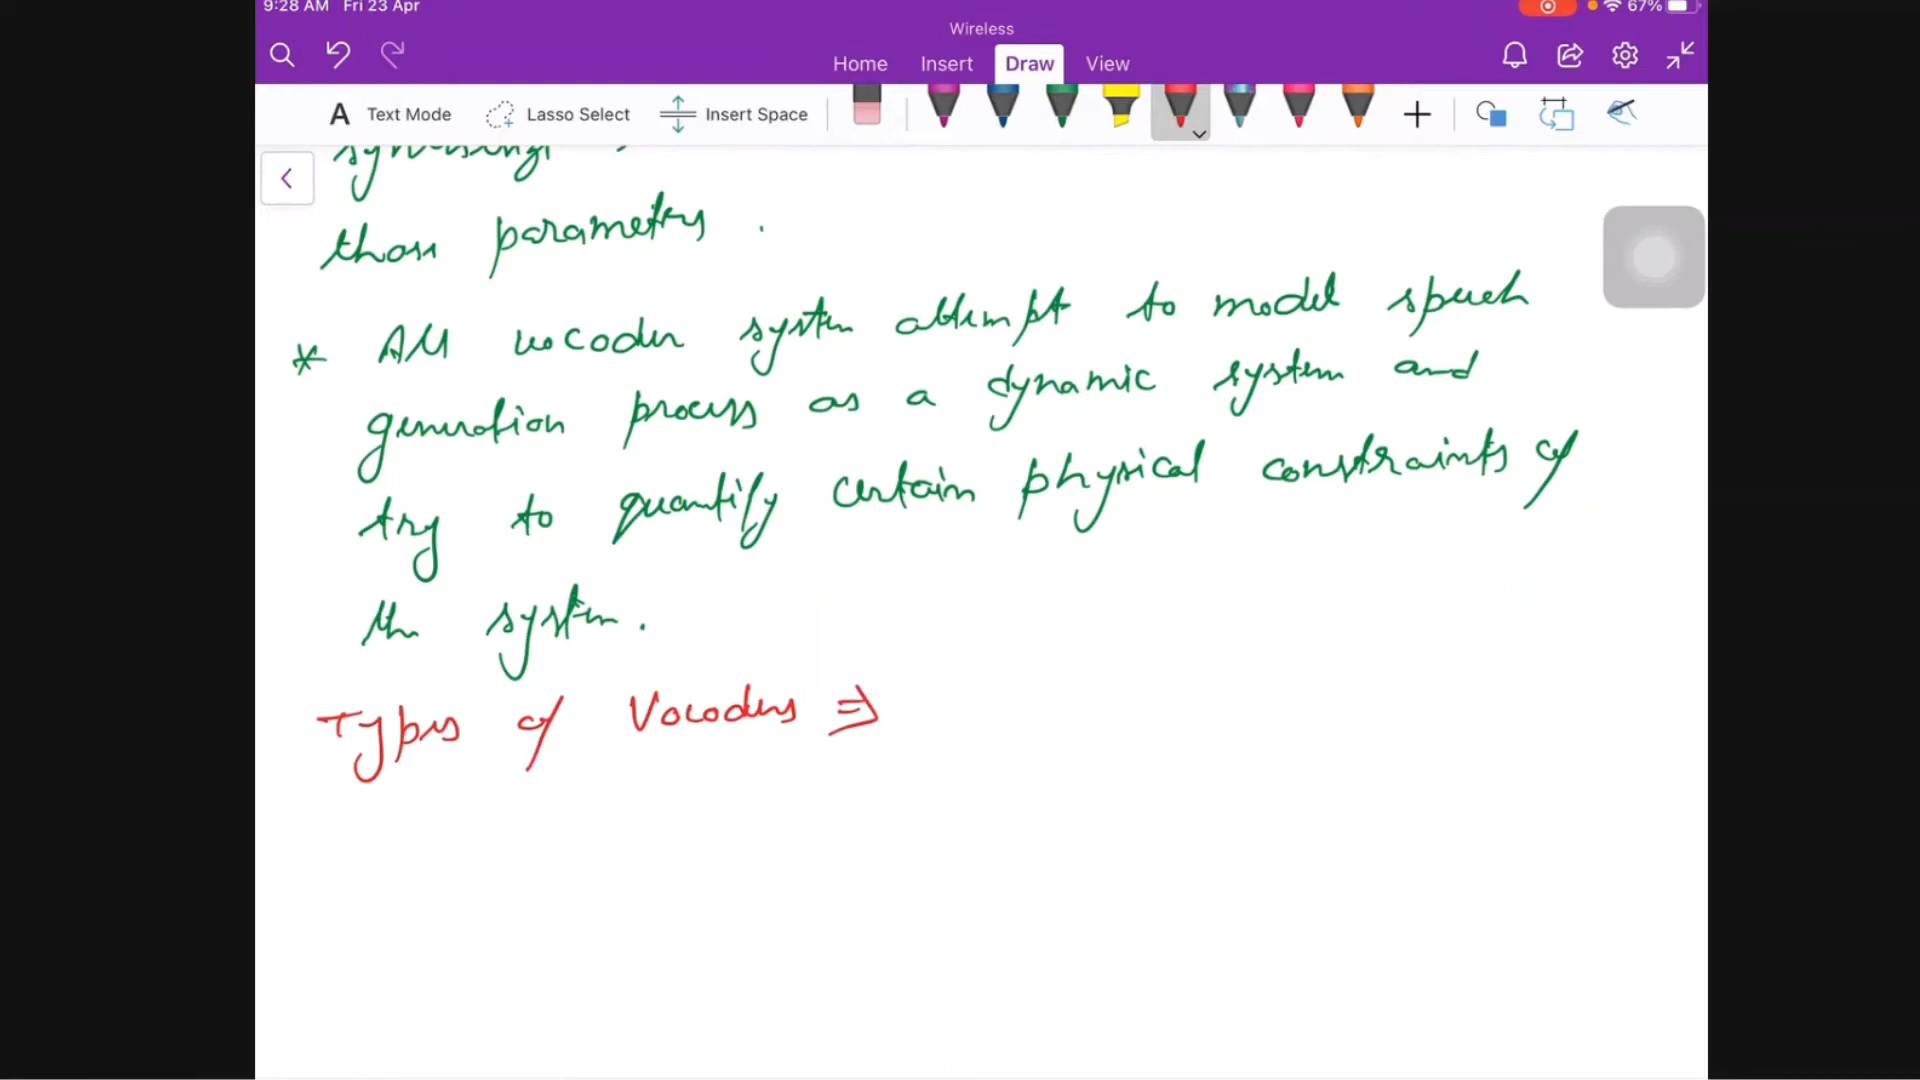 9:28 AM Fri 23 Apr
67%
Wireless
Home Insert Draw View
A Text Mode Lasso Select Insert Space
those parameters.
* All vocoder system attempt to model speech
generation process as a dynamic system and
try to quantify certain physical constraints of
the system.
Types of Vocoders ⇒